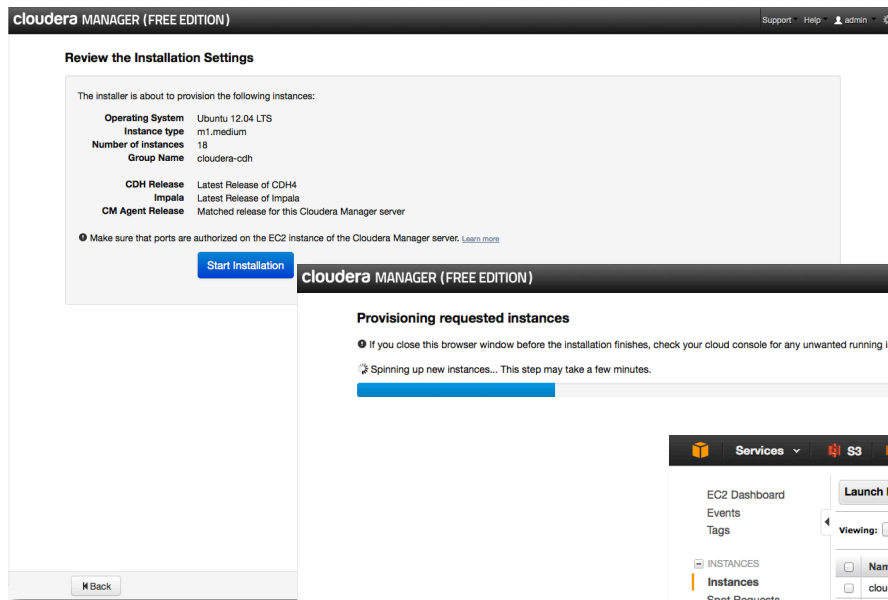 cloudera MANAGER (FREE EDITION)
Support Help admin
Review the Installation Settings
The installer is about to provision the following instances:
Operating System Ubuntu 12.04 LTS
Instance type m1.medium
Number of instances 18
Group Name cloudera-cdh
CDH Release Latest Release of CDH4
Impala Latest Release of Impala
CM Agent Release Matched release for this Cloudera Manager server
Make sure that ports are authorized on the EC2 instance of the Cloudera Manager server. Learn more
Start Installation
Back
cloudera MANAGER (FREE EDITION)
Provisioning requested instances
If you close this browser window before the installation finishes, check your cloud console for any unwanted running i
Spinning up new instances... This step may take a few minutes.
Services S3
EC2 Dashboard
Events
Tags
INSTANCES
Instances
Spot Requests
Launch
Viewing:
Nam
clou